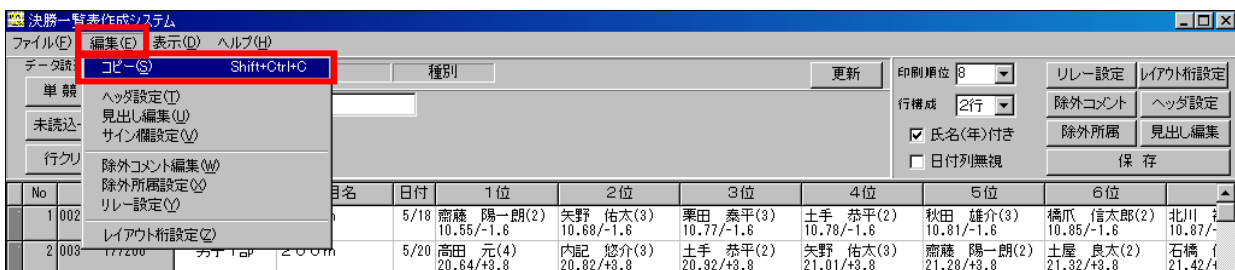 決勝一覧表作成システム
ファイル(F) 編集(E) 表示(D) ヘルプ(H)
データ読
コピー(S) Shift+Ctrl+C
種別 更新 印刷順位 8 リレー設定 レイアウト桁設定
単 競
ヘッダ設定(T)
見出し編集(U)
サイン欄設定(V)
行構成 2行 除外コメント ヘッダ設定
未読込
氏名(年)付き 除外所属 見出し編集
行クリ
除外コメント編集(W)
除外所属設定(X)
リレー設定(Y)
レイアウト桁設定(Z)
日付列無視 保 存
No 目名 日付 1位 2位 3位 4位 5位 6位
1 002 5/18 齋藤 陽一朗(2) 矢野 佑太(3) 栗田 泰平(3) 土手 恭平(2) 秋田 雄介(3) 橋爪 信太郎(2) 北川
10.55/-1.6 10.68/-1.6 10.77/-1.6 10.78/-1.6 10.81/-1.6 10.85/-1.6 10.87/-
2 003 177200 男子1部 200m 5/20 高田 元(4) 内記 悠介(3) 土手 恭平(2) 矢野 佑太(3) 齋藤 陽一朗(2) 土屋 良太(2) 石橋
20.64/+3.8 20.82/+3.8 20.92/+3.8 21.01/+3.8 21.28/+3.8 21.32/+3.8 21.42/+